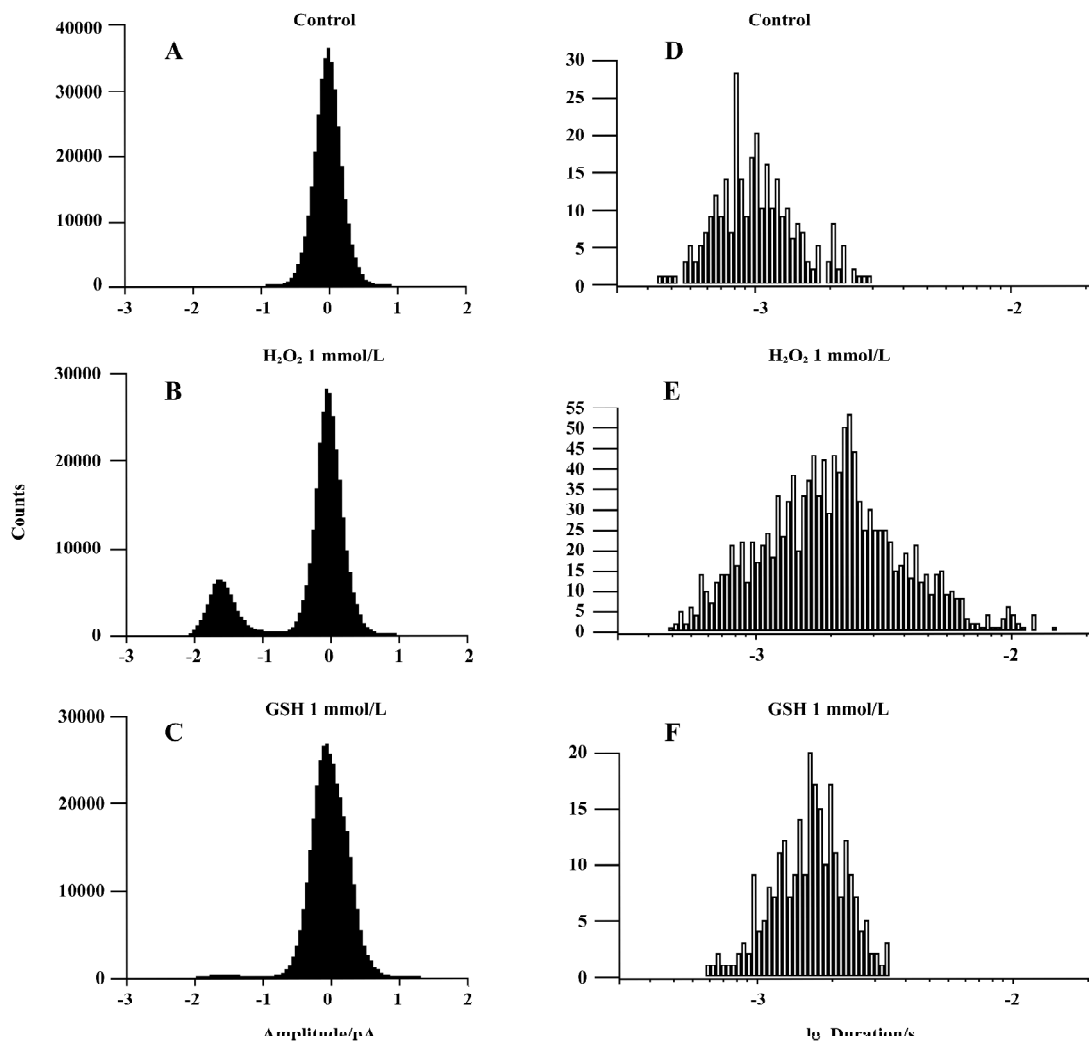 Control
A
40000
30000
20000
10000
0
-3 -2 -1 0 1 2
Control
D
30
25
20
15
10
5
0
-3 -2
H₂O₂ 1 mmol/L
B
30000
20000
10000
0
-3 -2 -1 0 1 2
Counts
H₂O₂ 1 mmol/L
E
55
50
45
40
35
30
25
20
15
10
5
0
-3 -2
GSH 1 mmol/L
C
30000
20000
10000
0
-3 -2 -1 0 1 2
Amplitude/pA
GSH 1 mmol/L
F
20
15
10
5
0
-3 -2
lg Duration/s